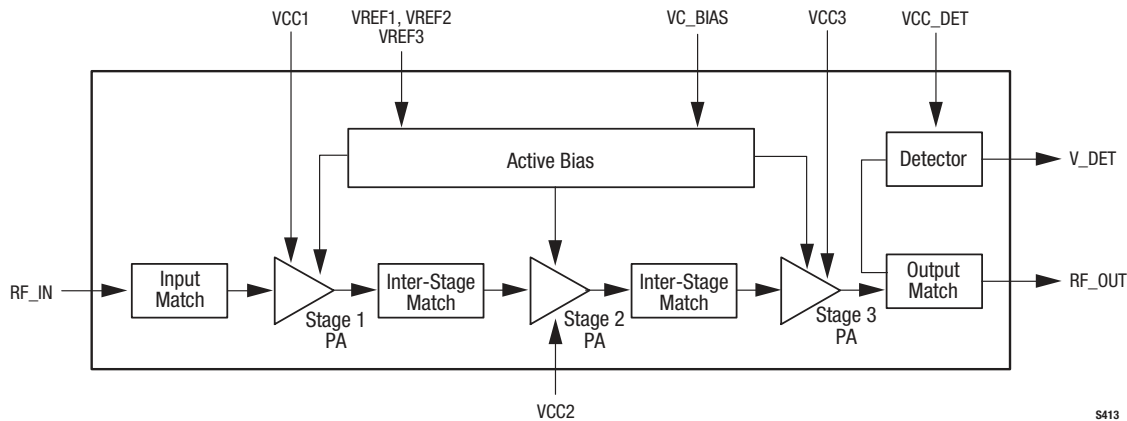 VCC1
VREF1, VREF2
VREF3
VC_BIAS
VCC3
VCC_DET
Active Bias
Detector
V_DET
RF_IN
Input
Match
Stage 1
PA
Inter-Stage
Match
Stage 2
PA
Inter-Stage
Match
Stage 3
PA
Output
Match
RF_OUT
VCC2
S413